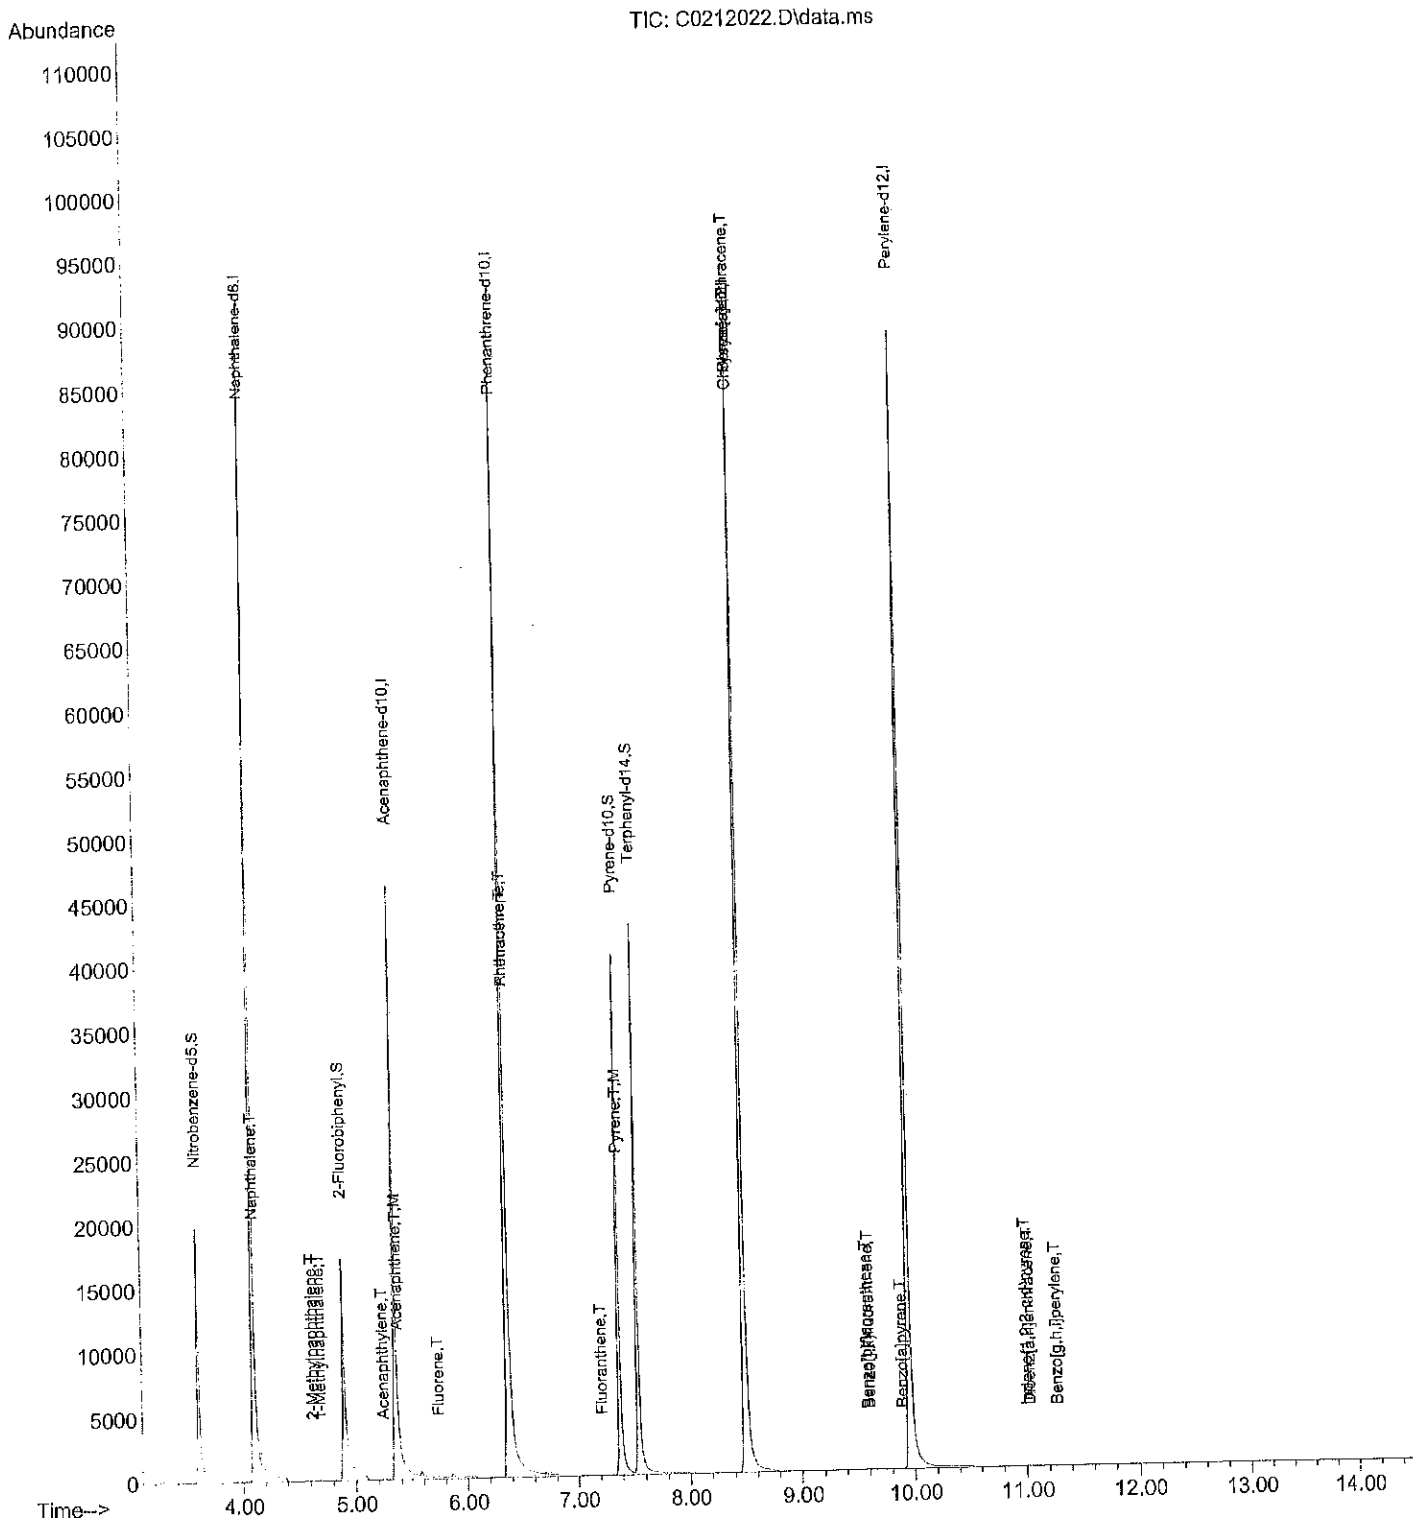 TIC: C0212022.D\data.ms
Abundance
110000
105000
100000
95000
90000
85000
80000
75000
70000
65000
60000
55000
50000
45000
40000
35000
30000
25000
20000
15000
10000
5000
0
Nitrobenzene-d5,S
Naphthalene-d8,I
Naphthalene,T
2-Methylnaphthalene,T
1-Methylnaphthalene,T
2-Fluorobiphenyl,S
Acenaphthene-d10,I
Acenaphthylene,T
Acenaphthene,T,M
Fluorene,T
Phenanthrene-d10,I
Fluoranthene,T
Pyrene-d10,S
Pyrene,T,M
Terphenyl-d14,S
Perylene-d12,I
Benzo[a]pyrene,T
Benzo[g,h,i]perylene,T
Time-->
4.00 5.00 6.00 7.00 8.00 9.00 10.00 11.00 12.00 13.00 14.00